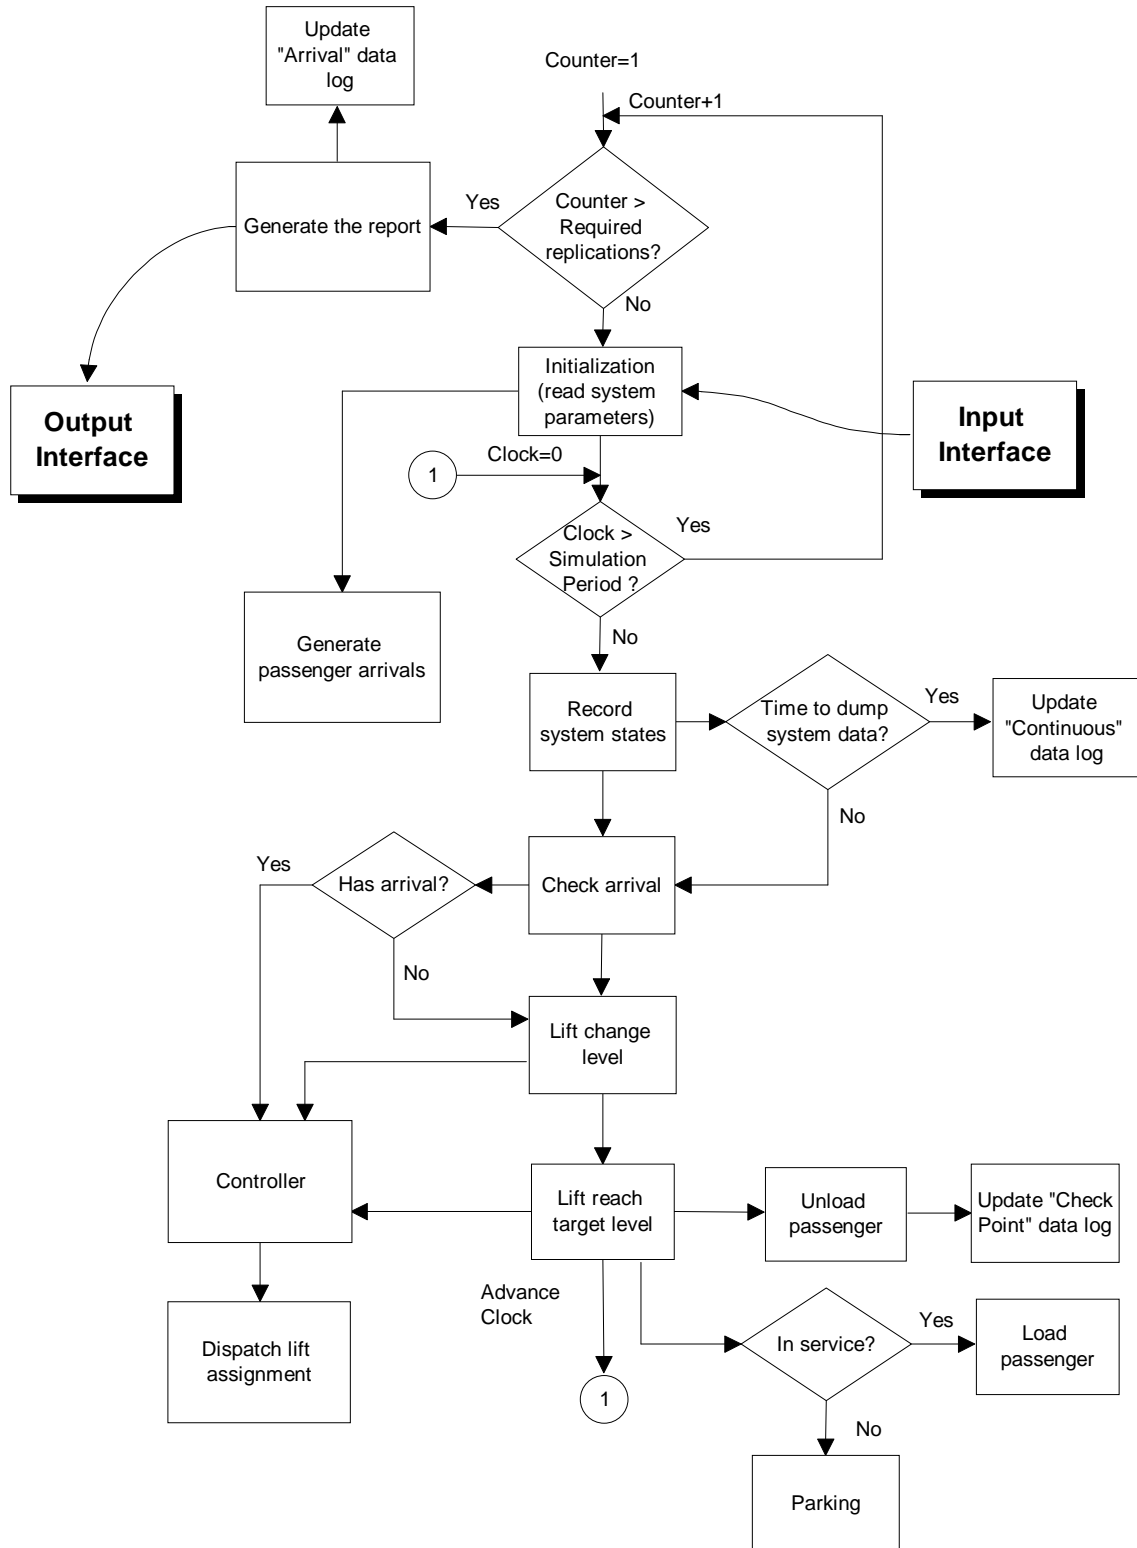 Update
"Arrival" data
log
Counter=1
Counter+1
Generate the report
Yes
Counter >
Required
replications?
No
Initialization
(read system
parameters)
Output
Interface
Input
Interface
1
Clock=0
Clock >
Simulation
Period ?
Yes
No
Generate
passenger arrivals
Record
system states
Time to dump
system data?
Yes
Update
"Continuous"
data log
No
Yes
Has arrival?
Check arrival
No
Lift change
level
Controller
Lift reach
target level
Unload
passenger
Update "Check
Point" data log
Advance
Clock
Dispatch lift
assignment
In service?
Yes
Load
passenger
1
No
Parking